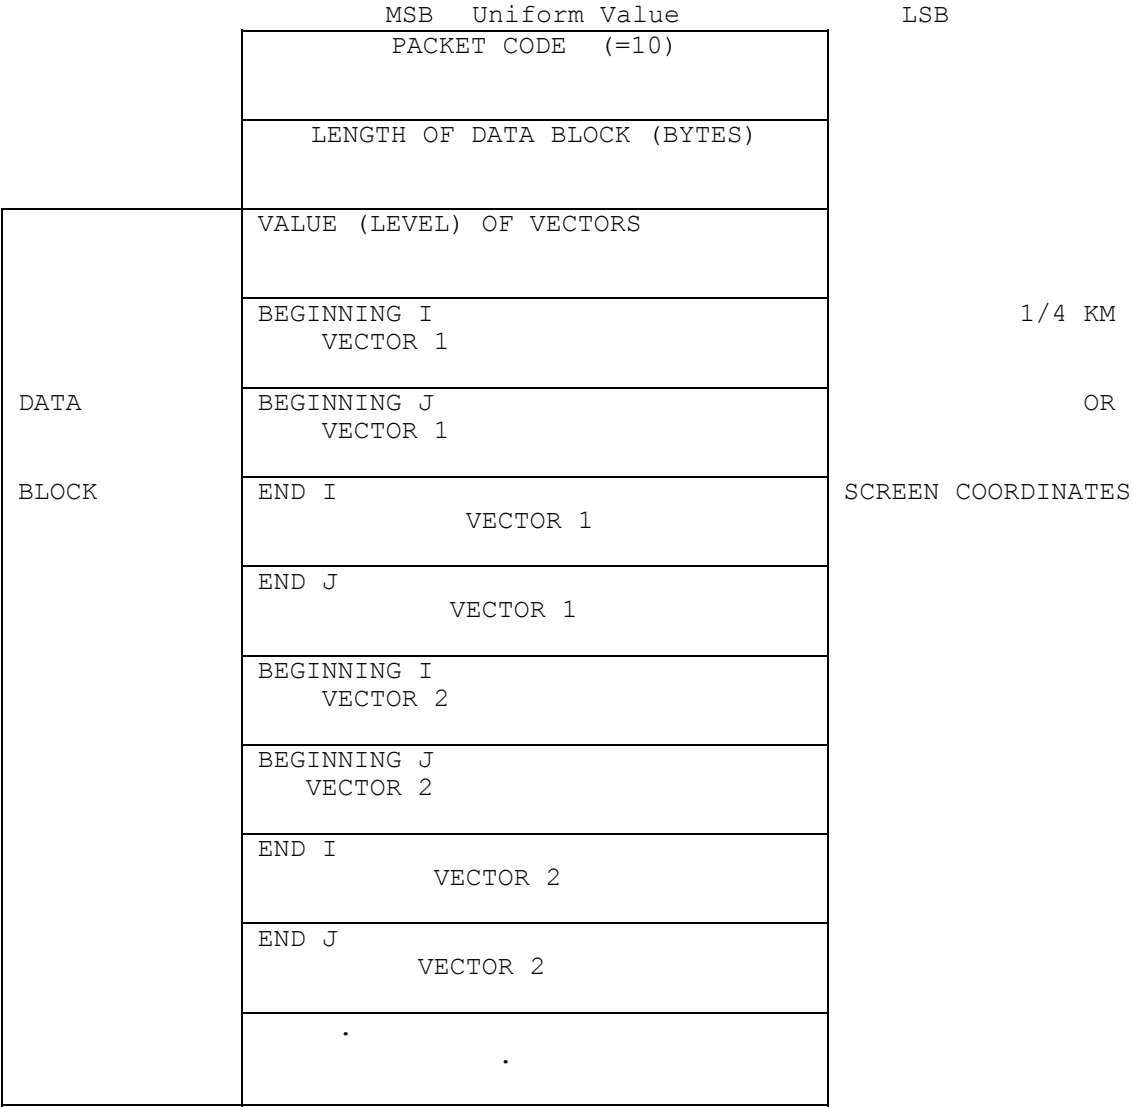 MSB Uniform Value LSB
PACKET CODE (=10)
LENGTH OF DATA BLOCK (BYTES)
VALUE (LEVEL) OF VECTORS
BEGINNING I 1/4 KM
VECTOR 1
DATA BEGINNING J OR
VECTOR 1
BLOCK END I SCREEN COORDINATES
VECTOR 1
END J
VECTOR 1
BEGINNING I
VECTOR 2
BEGINNING J
VECTOR 2
END I
VECTOR 2
END J
VECTOR 2
.
.